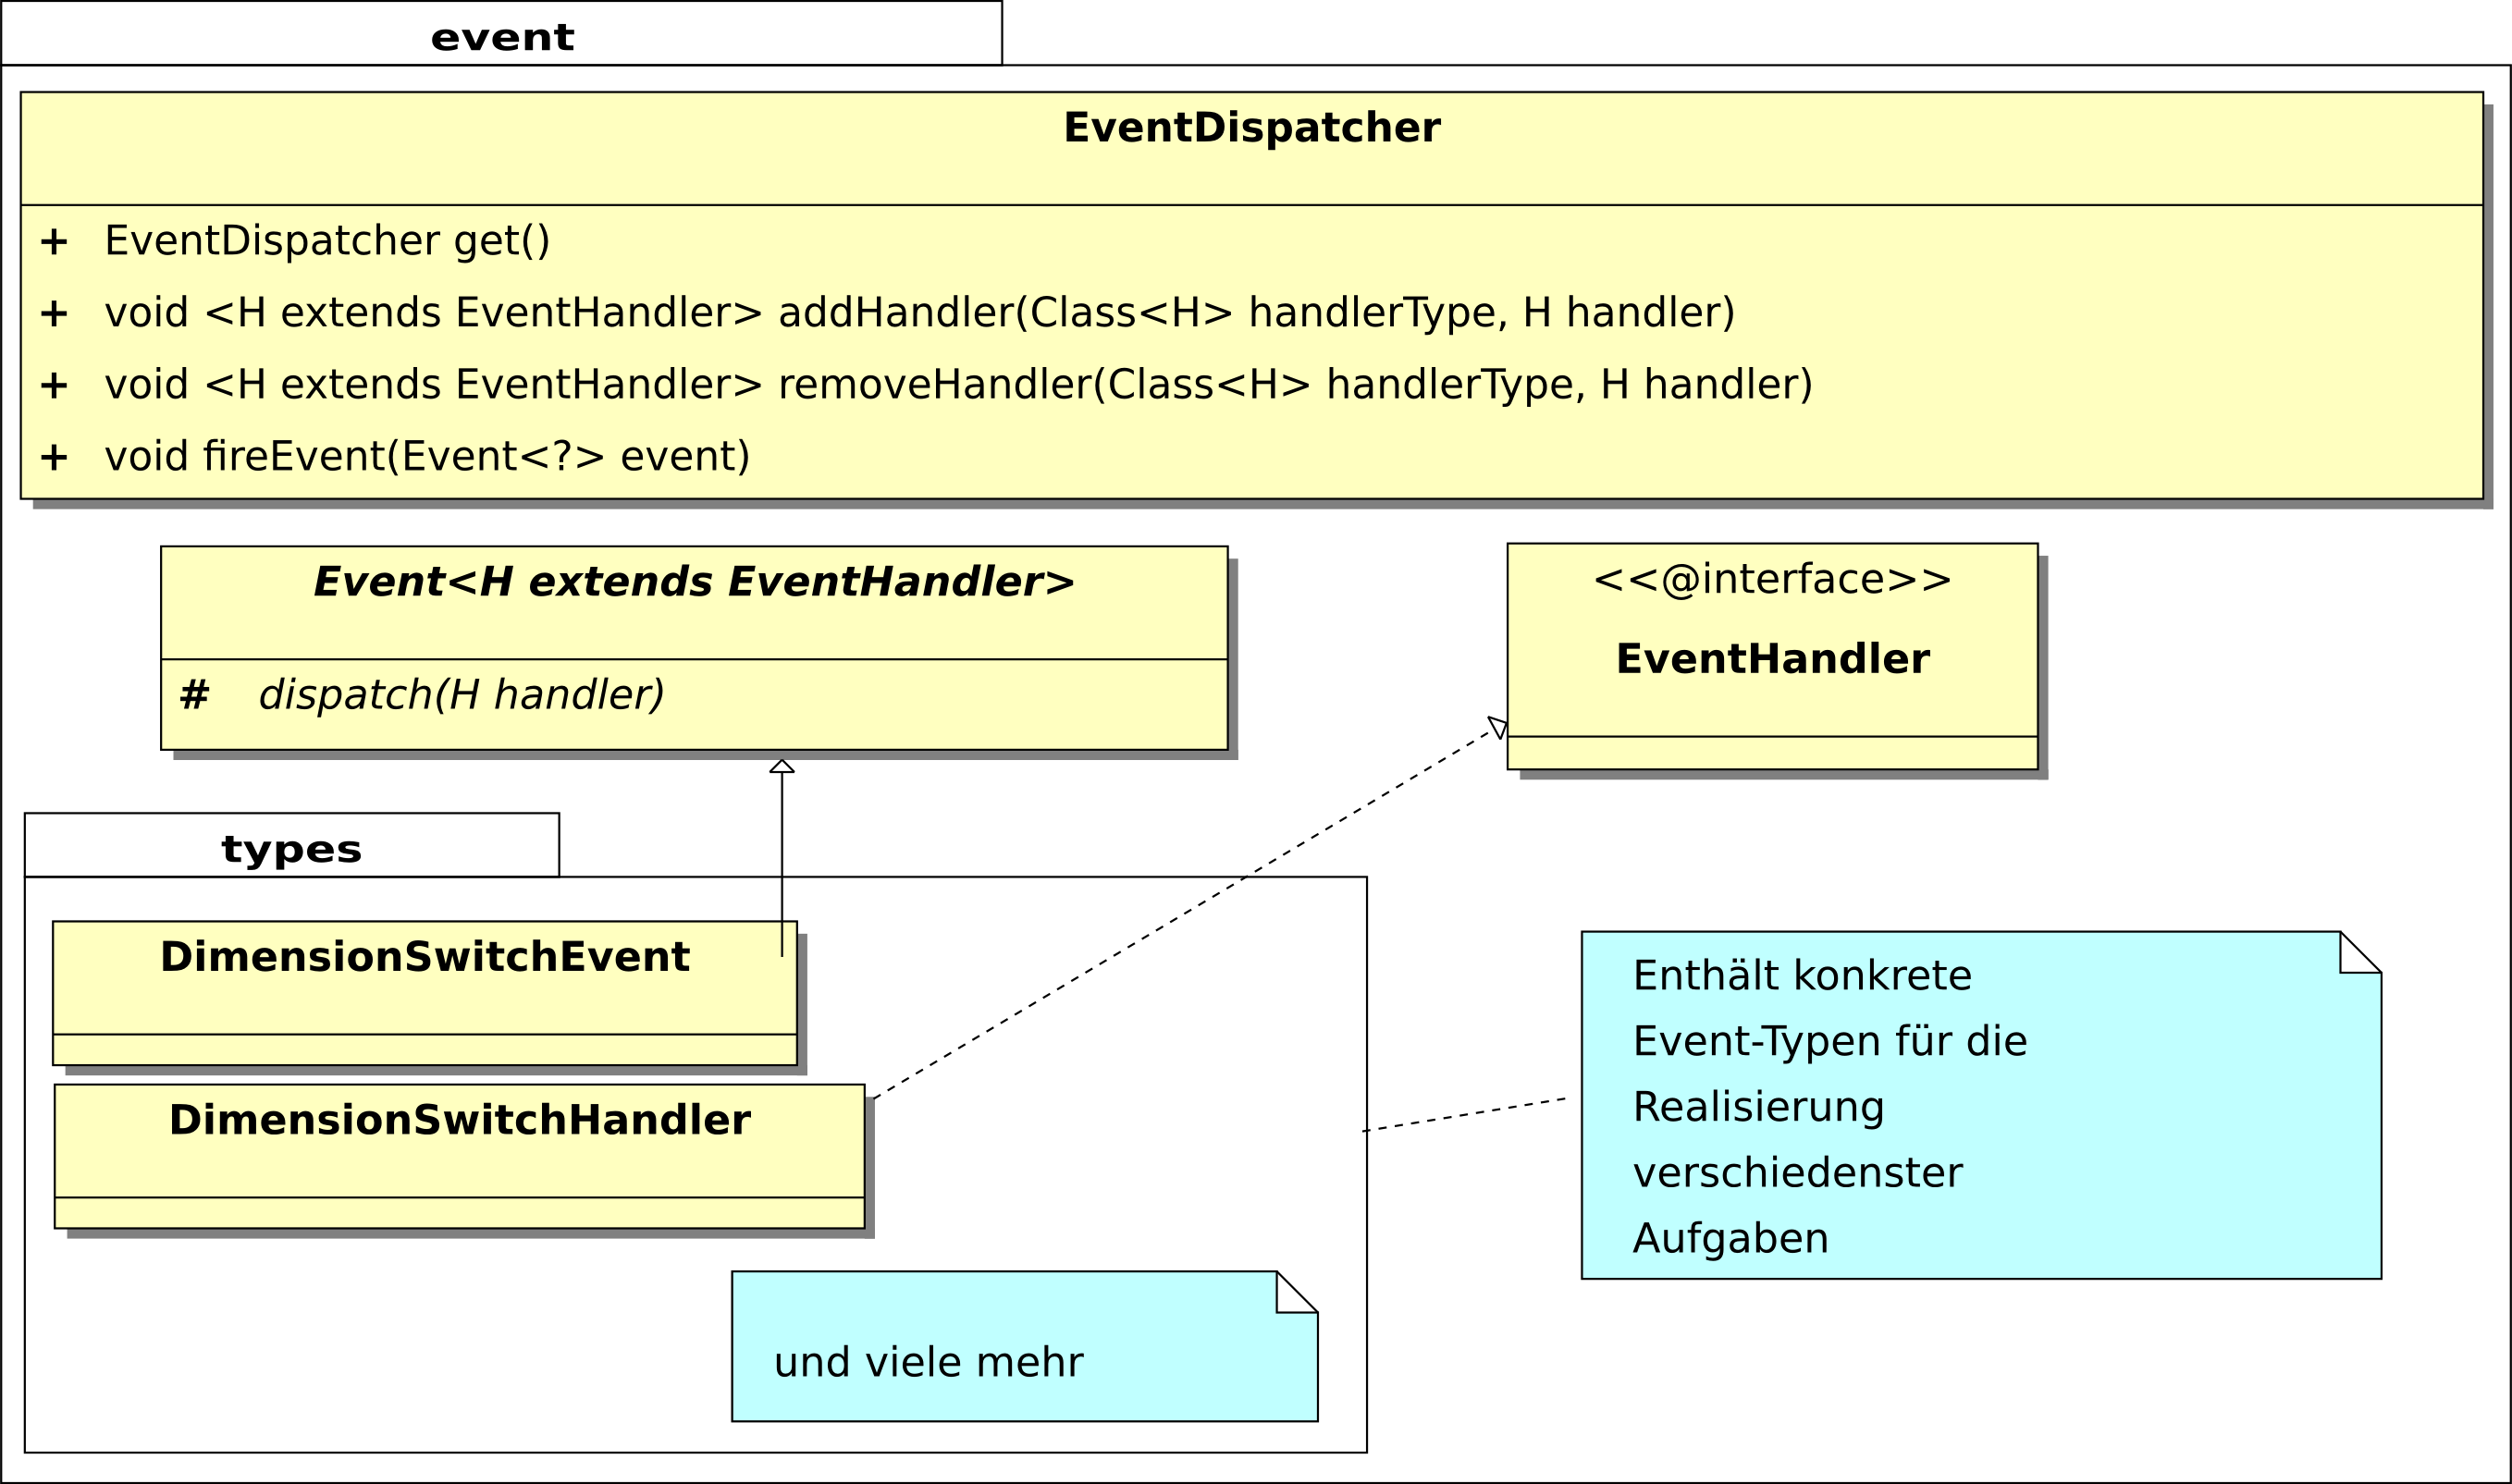 event
EventDispatcher
+ EventDispatcher get()
+ void <H extends EventHandler> addHandler(Class<H> handlerType, H handler)
+ void <H extends EventHandler> removeHandler(Class<H> handlerType, H handler)
+ void fireEvent(Event<?> event)
Event<H extends EventHandler>
# dispatch(H handler)
<<@interface>>
EventHandler
types
DimensionSwitchEvent
DimensionSwitchHandler
und viele mehr
Enthält konkrete
Event-Typen für die
Realisierung
verschiedenster
Aufgaben